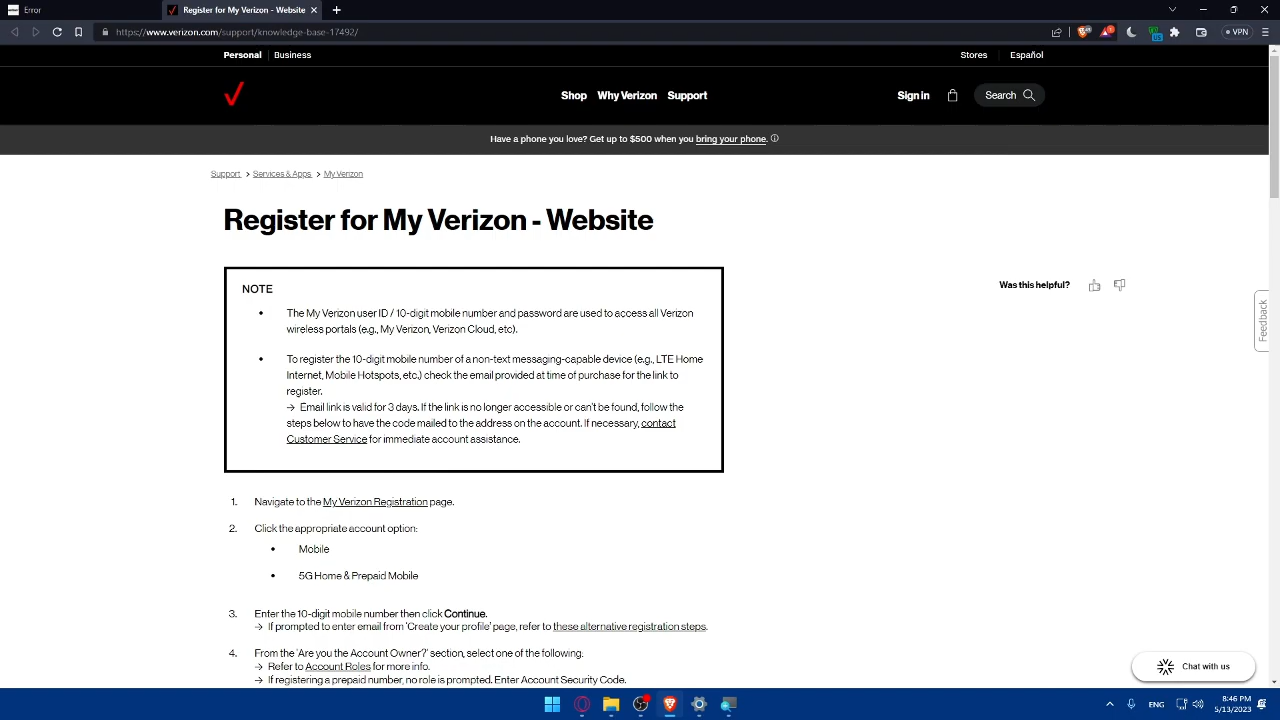 Error
Register for My Verizon - Website
https://www.verizon.com/support/knowledge-base-17492/
VPN
Personal
Business
Stores
Español
Shop
Why Verizon
Support
Sign in
Search
Have a phone you love? Get up to $500 when you bring your phone.
Support > Services & Apps > My Verizon
Register for My Verizon - Website
NOTE
• The My Verizon user ID / 10-digit mobile number and password are used to access all Verizon
wireless portals (e.g., My Verizon, Verizon Cloud, etc).
• To register the 10-digit mobile number of a non-text messaging-capable device (e.g., LTE Home
Internet, Mobile Hotspots, etc.) check the email provided at time of purchase for the link to
register.
→ Email link is valid for 3 days. If the link is no longer accessible or can't be found, follow the
steps below to have the code mailed to the address on the account. If necessary, contact
Customer Service for immediate account assistance.
Was this helpful?
Feedback
1. Navigate to the My Verizon Registration page.
2. Click the appropriate account option:
• Mobile
• 5G Home & Prepaid Mobile
3. Enter the 10-digit mobile number then click Continue.
→ If prompted to enter email from 'Create your profile' page, refer to these alternative registration steps.
4. From the 'Are you the Account Owner?' section, select one of the following.
→ Refer to Account Roles for more info.
→ If registering a prepaid number, no role is prompted. Enter Account Security Code.
Chat with us
ENG
8:46 PM
5/13/2023